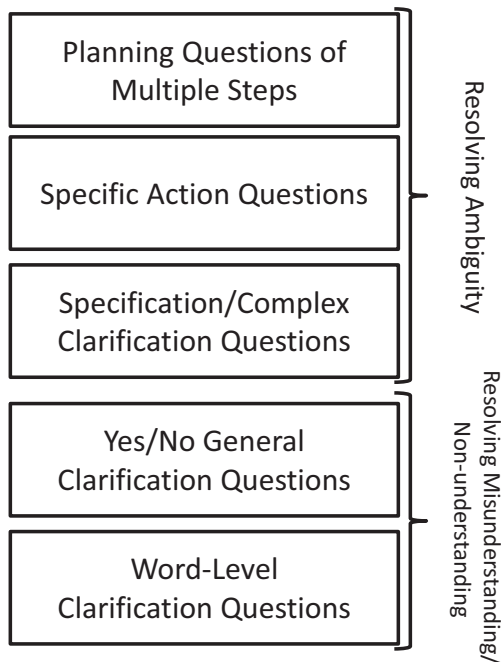 Planning Questions of
Multiple Steps
Specific Action Questions
Specification/Complex
Clarification Questions
Resolving Ambiguity
Yes/No General
Clarification Questions
Word-Level
Clarification Questions
Resolving Misunderstanding/
Non-understanding